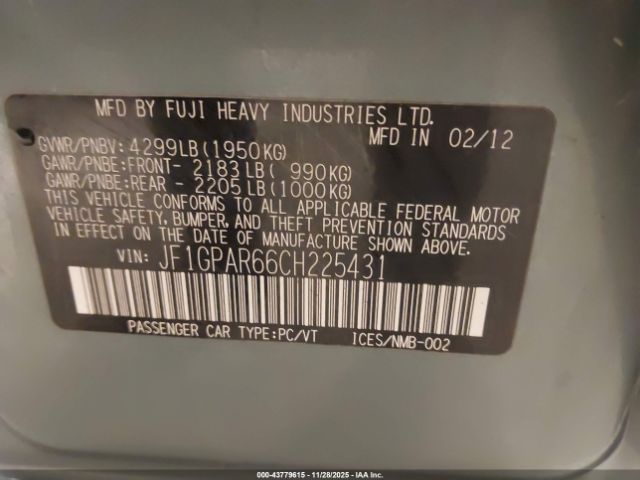 MFD BY FUJI HEAVY INDUSTRIES LTD.
MFD IN 02/12
GVWR/PNBV: 4299LB(1950KG)
GAWR/PNBE:FRONT- 2183LB( 990KG)
GAWR/PNBE:REAR - 2205LB(1000KG)
THIS VEHICLE CONFORMS TO ALL APPLICABLE FEDERAL MOTOR
VEHICLE SAFETY, BUMPER, AND THEFT PREVENTION STANDARDS
IN EFFECT ON THE DATE OF MANUFACTURE SHOWN ABOVE.
VIN: JF1GPAR66CH225431
PASSENGER CAR TYPE:PC/VT ICES/NMB-002
000-43779615 - 11/28/2025 - IAAI Inc.